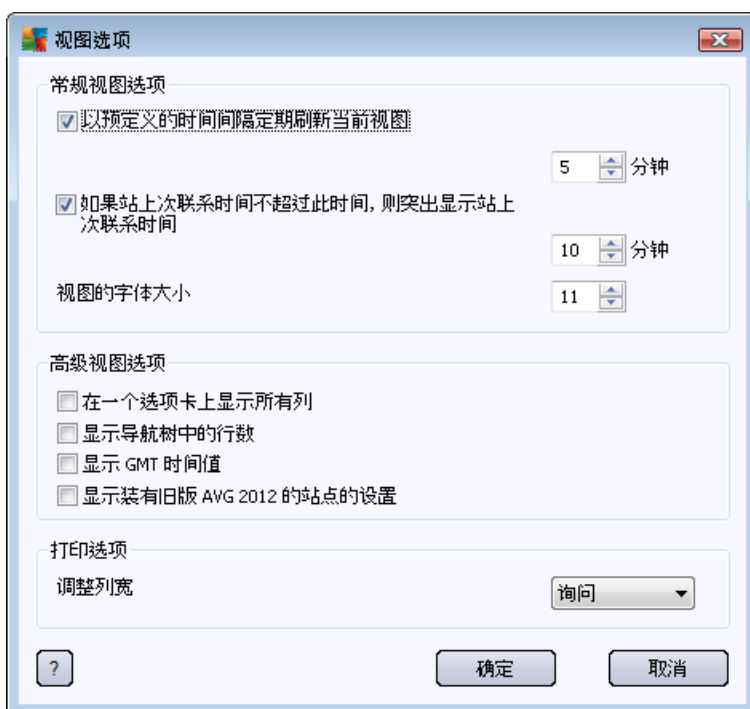 视图选项
常规视图选项
以预定义的时间间隔定期刷新当前视图
5 分钟
如果站上次联系时间不超过此时间, 则突出显示站上
次联系时间
10 分钟
视图的字体大小 11
高级视图选项
在一个选项卡上显示所有列
显示导航树中的行数
显示 GMT 时间值
显示装有旧版 AVG 2012 的站点的设置
打印选项
调整列宽 询问
? 确定 取消